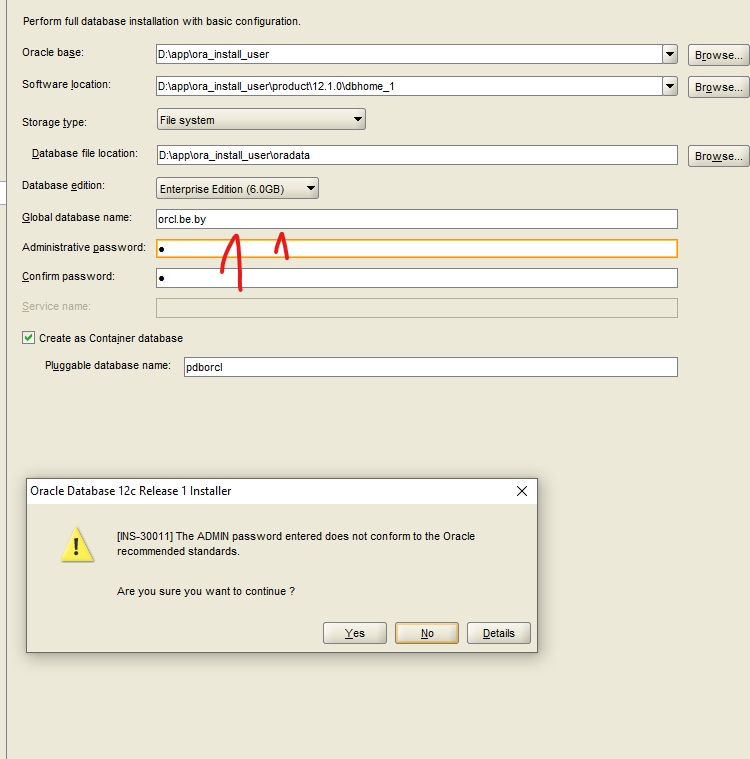 Perform full database installation with basic configuration.
Oracle base: D:\app\ora_install_user Browse...
Software location: D:\app\ora_install_user\product\12.1.0\dbhome_1 Browse...
Storage type: File system
Database file location: D:\app\ora_install_user\oradata Browse...
Database edition: Enterprise Edition (6.0GB)
Global database name: orcl.be.by
Administrative password: ●
Confirm password: ●
Service name:
Create as Container database
Pluggable database name: pdborcl
Oracle Database 12c Release 1 Installer
[INS-30011] The ADMIN password entered does not conform to the Oracle
recommended standards.
Are you sure you want to continue ?
Yes No Details